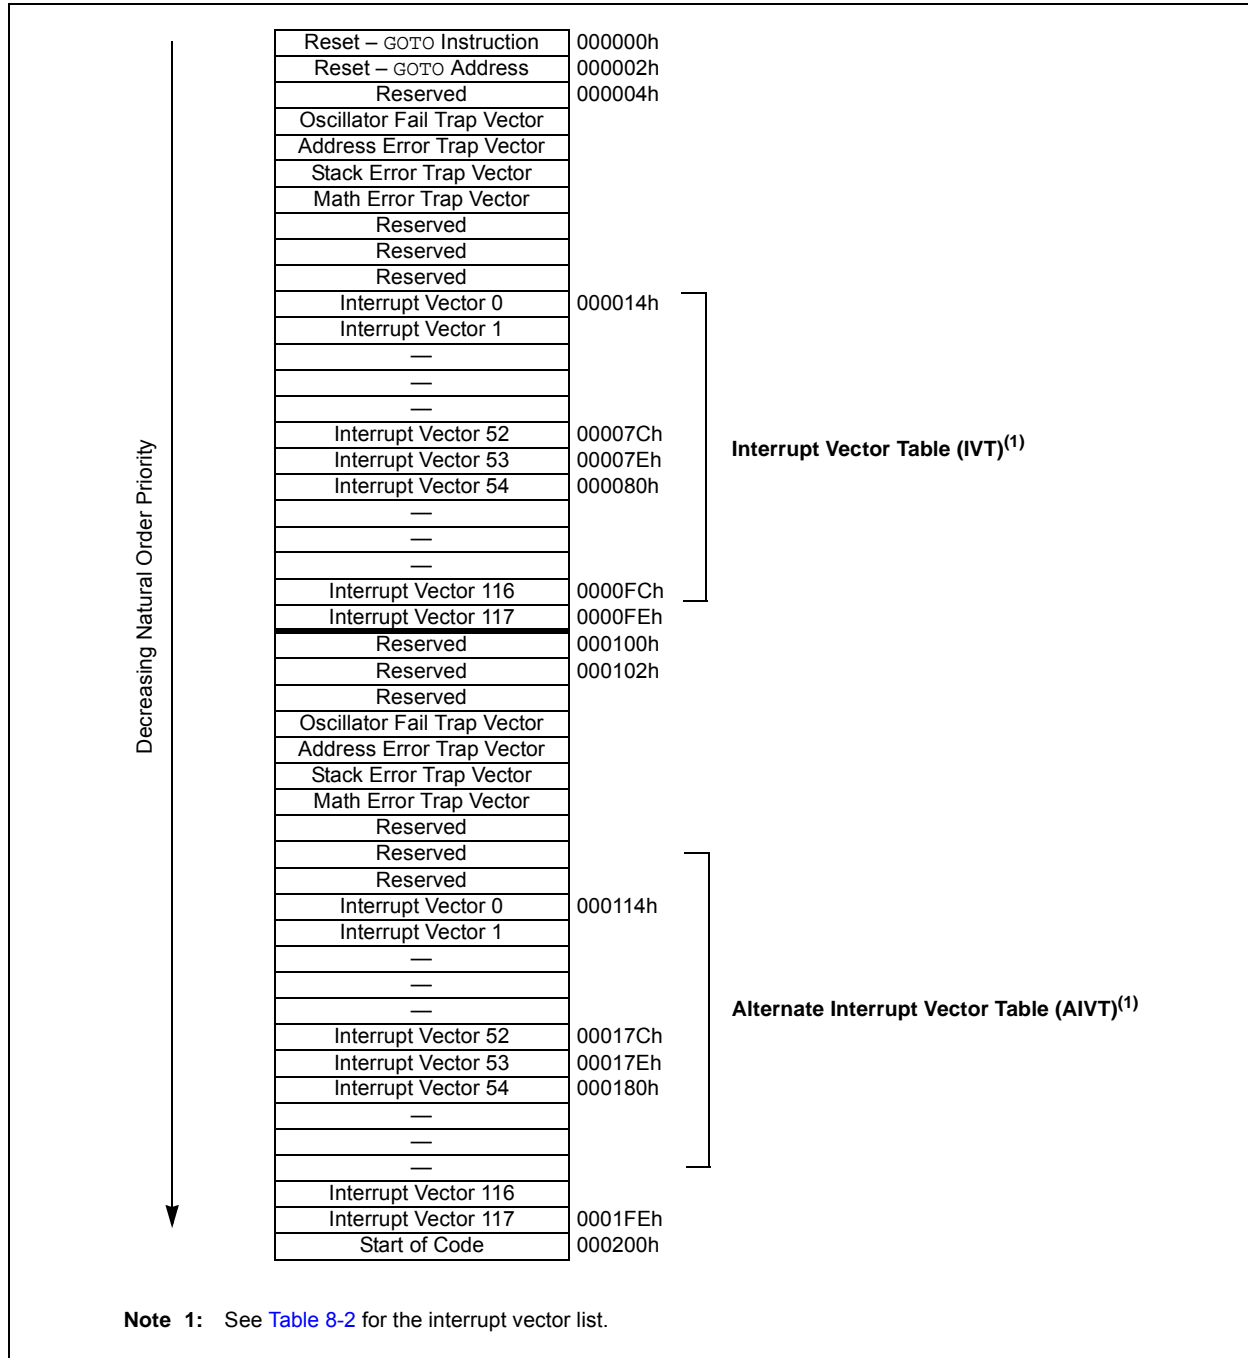 Reset – GOTO Instruction 000000h
Reset – GOTO Address 000002h
Reserved 000004h
Oscillator Fail Trap Vector
Address Error Trap Vector
Stack Error Trap Vector
Math Error Trap Vector
Reserved
Reserved
Reserved
Interrupt Vector 0 000014h
Interrupt Vector 1
—
—
—
Interrupt Vector 52 00007Ch
Interrupt Vector 53 00007Eh
Interrupt Vector 54 000080h
—
—
—
Interrupt Vector 116 0000FCh
Interrupt Vector 117 0000FEh
Interrupt Vector Table (IVT)(1)
Decreasing Natural Order Priority
Reserved 000100h
Reserved 000102h
Reserved
Oscillator Fail Trap Vector
Address Error Trap Vector
Stack Error Trap Vector
Math Error Trap Vector
Reserved
Reserved
Reserved
Interrupt Vector 0 000114h
Interrupt Vector 1
—
—
—
Interrupt Vector 52 00017Ch
Interrupt Vector 53 00017Eh
Interrupt Vector 54 000180h
—
—
—
Interrupt Vector 116
Interrupt Vector 117 0001FEh
Start of Code 000200h
Alternate Interrupt Vector Table (AIVT)(1)
Note 1: See Table 8-2 for the interrupt vector list.